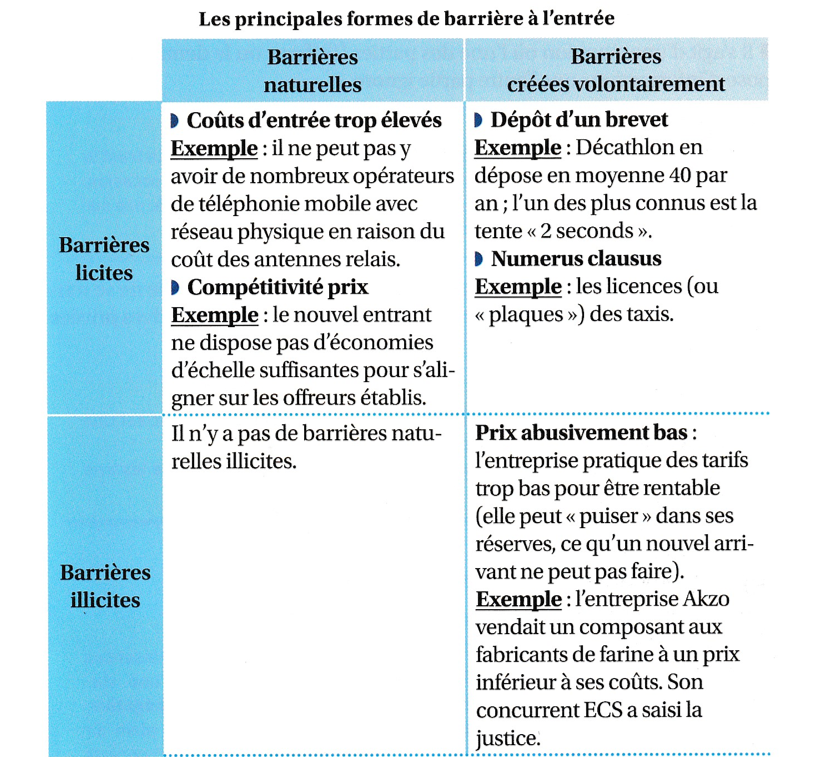 Les principales formes de barrière à l'entrée
Barrières
naturelles
Barrières
créées volontairement
Barrières
licites
◗ Coûts d'entrée trop élevés
Exemple : il ne peut pas y
avoir de nombreux opérateurs
de téléphonie mobile avec
réseau physique en raison du
coût des antennes relais.
◗ Compétitivité prix
Exemple : le nouvel entrant
ne dispose pas d'économies
d'échelle suffisantes pour s'ali-
gner sur les offreurs établis.
◗ Dépôt d'un brevet
Exemple : Décathlon en
dépose en moyenne 40 par
an ; l'un des plus connus est la
tente « 2 seconds ».
◗ Numerus clausus
Exemple : les licences (ou
« plaques ») des taxis.
Barrières
illicites
Il n'y a pas de barrières natu-
relles illicites.
Prix abusivement bas :
l'entreprise pratique des tarifs
trop bas pour être rentable
(elle peut « puiser » dans ses
réserves, ce qu'un nouvel arri-
vant ne peut pas faire).
Exemple : l'entreprise Akzo
vendait un composant aux
fabricants de farine à un prix
inférieur à ses coûts. Son
concurrent ECS a saisi la
justice.